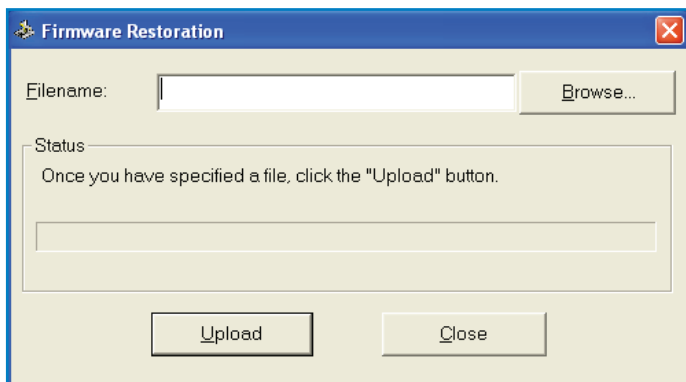 Firmware Restoration
Filename:
Browse...
Status
Once you have specified a file, click the "Upload" button.
Upload
Close